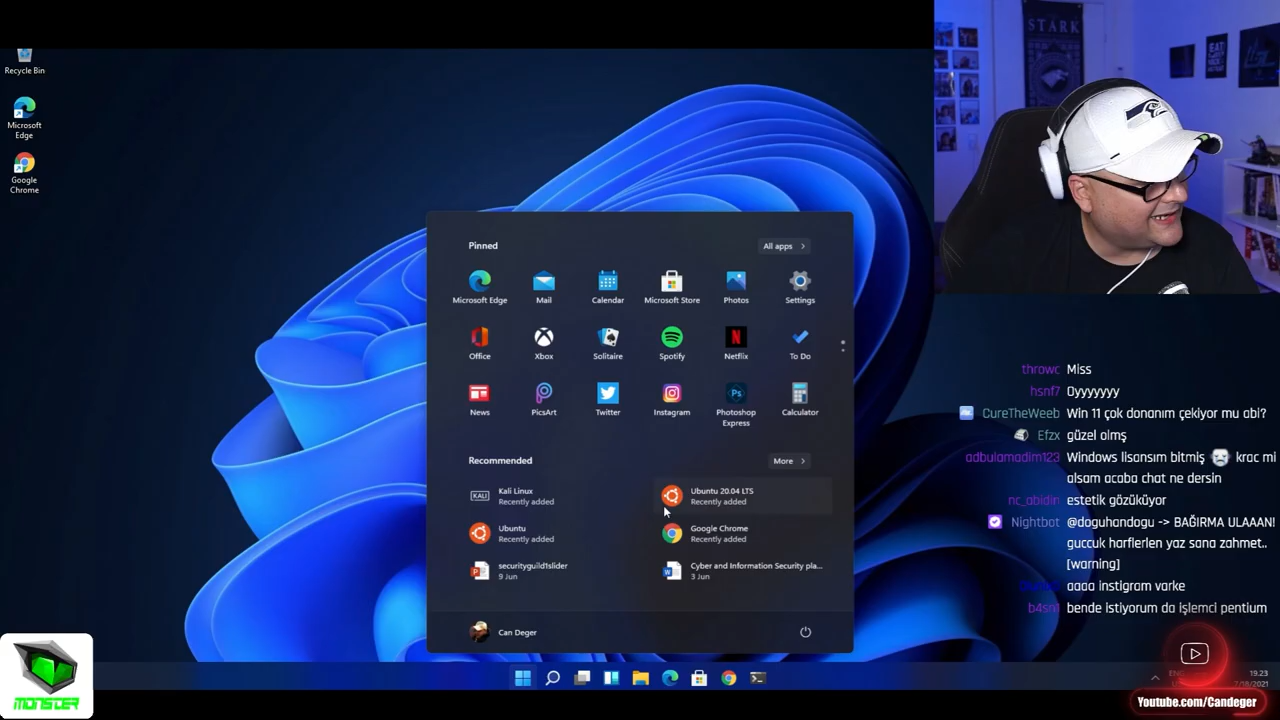 STARK
Recycle Bin
Microsoft
Edge
Google
Chrome
Pinned
All apps
Microsoft Edge
Mail
Calendar
Microsoft Store
Photos
Settings
Office
Xbox
Solitaire
Spotify
Netflix
To Do
News
PicsArt
Twitter
Instagram
Photoshop
Express
Calculator
Recommended
More
KALI
Kali Linux
Recently added
Ubuntu 20.04 LTS
Recently added
Ubuntu
Recently added
Google Chrome
Recently added
securityguild1slider
9 Jun
Cyber and Information Security pla...
3 Jun
Can Deger
throwc Miss
hsnf7 Oyyyyyyy
CureTheWeeb Win 11 çok donanım çekiyor mu abi?
Efzx güzel olmş
adbulamadim123 Windows lisansım bitmiş krac mi
alsam acaba chat ne dersin
nc_abidin estetik gözüküyor
Nightbot @doguhandogu -> BAĞIRMA ULAAAN!
guccuk harflerlen yaz sana zahmet..
[warning]
aaaa instigram varke
b4sn1 bende istiyorum da işlemci pentium
MONSTER
19.23
7/18/2021
Youtube.com/Candeger